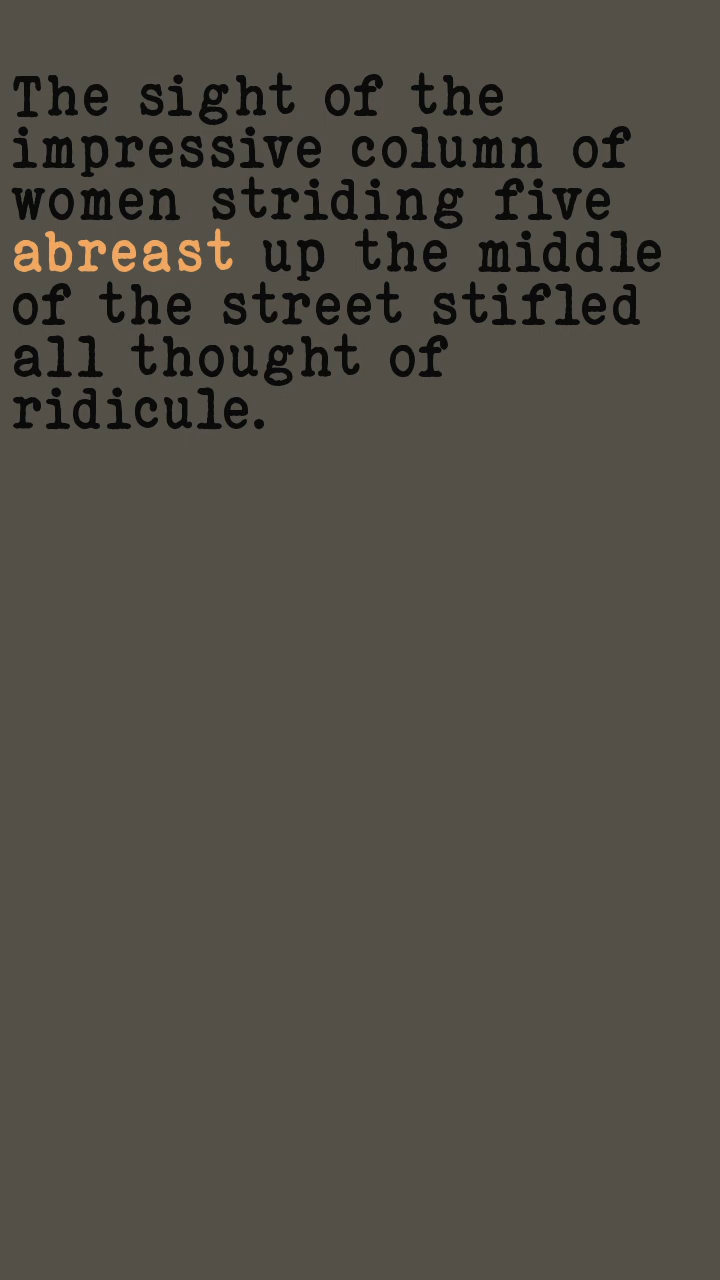 The sight of the
impressive column of
women striding five
abreast up the middle
of the street stifled
all thought of
ridicule.